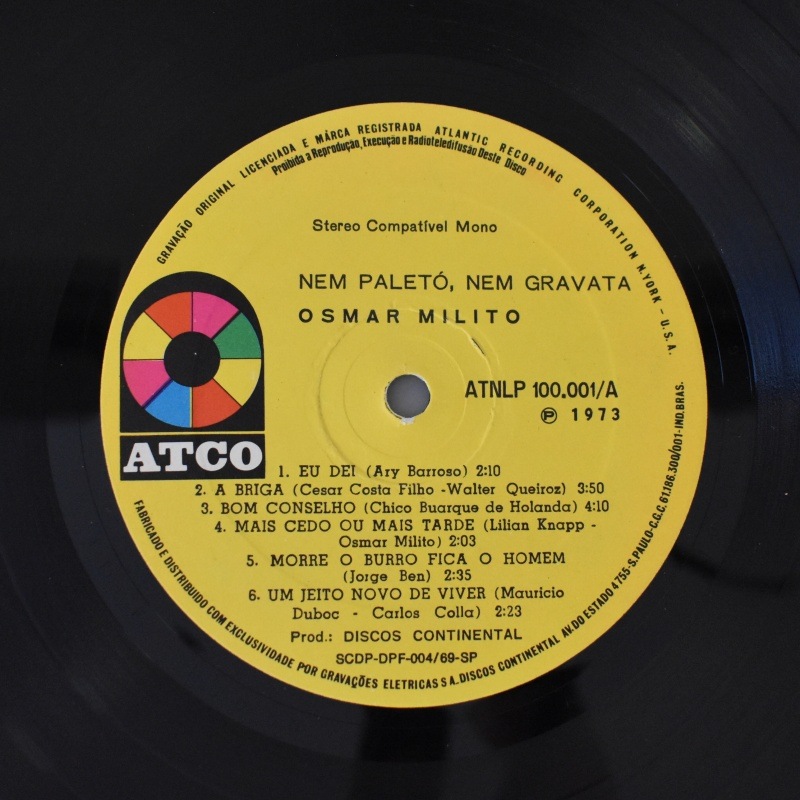 GRAVAÇÃO ORIGINAL LICENCIADA E MÂRCA REGISTRADA ATLANTIC RECORDING CORPORATION N.YORK - U.S.A.
Proibida a Reprodução, Execução e Radioteledifusão Deste Disco
Stereo Compatível Mono
NEM PALETÓ, NEM GRAVATA
OSMAR MILITO
ATNLP 100.001/A
℗ 1973
ATCO
1. EU DEI (Ary Barroso) 2:10
2. A BRIGA (Cesar Costa Filho -Walter Queiroz) 3:50
3. BOM CONSELHO (Chico Buarque de Holanda) 4:10
4. MAIS CEDO OU MAIS TARDE (Lilian Knapp -
Osmar Milito) 2:03
5. MORRE O BURRO FICA O HOMEM
(Jorge Ben) 2:35
6. UM JEITO NOVO DE VIVER (Mauricio
Duboc - Carlos Colla) 2:23
Prod.: DISCOS CONTINENTAL
SCDP-DPF-004/69-SP
FABRICADO E DISTRIBUIDO COM EXCLUSIVIDADE POR GRAVAÇÕES ELETRICAS S A. DISCOS CONTINENTAL AV. DO ESTADO 4755-S.PAULO-C.G.C. 61.186.300/001-IND.BRAS.